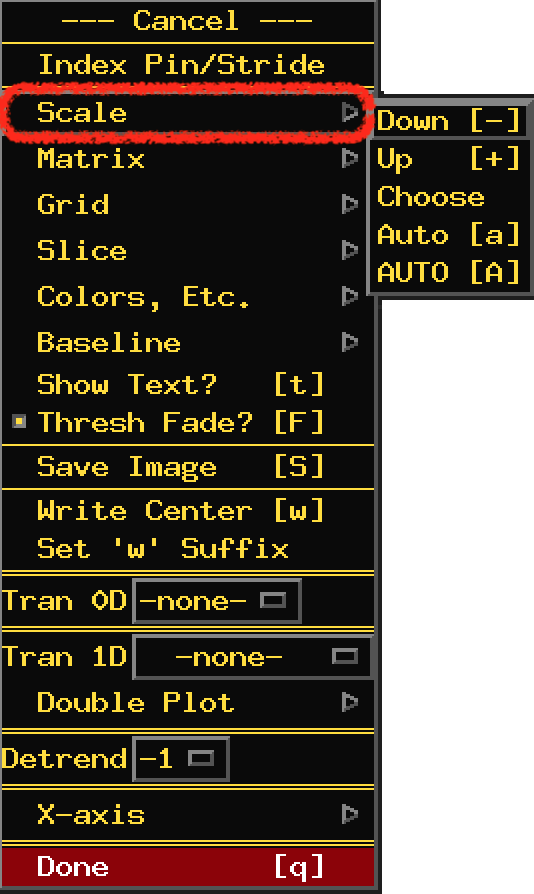 --- Cancel ---
Index Pin/Stride
Scale
Down [-]
Up [+]
Choose
Auto [a]
AUTO [A]
Matrix
Grid
Slice
Colors, Etc.
Baseline
Show Text? [t]
Thresh Fade? [F]
Save Image [S]
Write Center [w]
Set 'w' Suffix
Tran 0D -none-
Tran 1D -none-
Double Plot
Detrend -1
X-axis
Done [q]